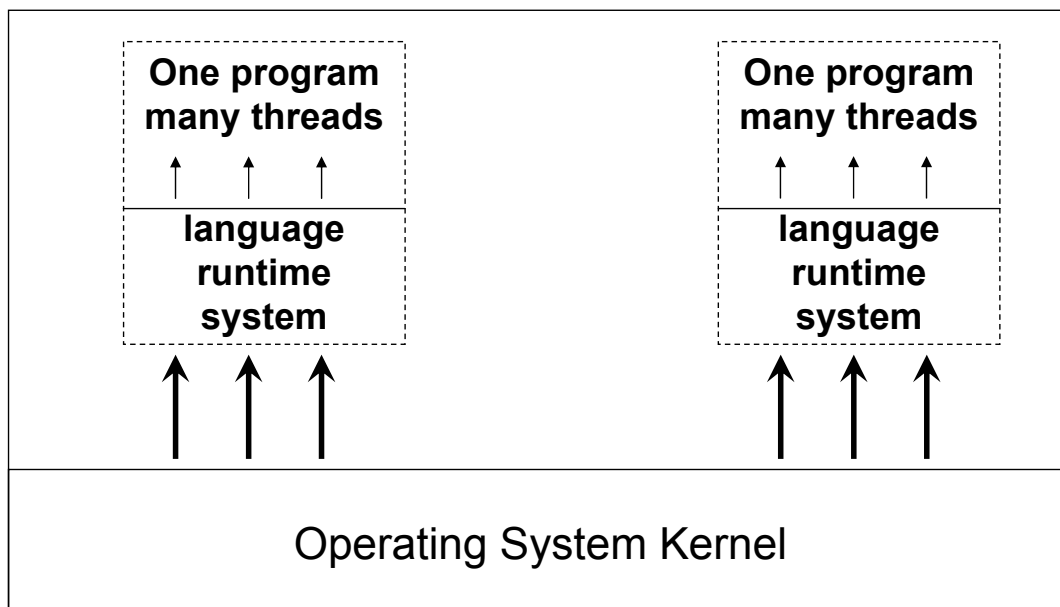 One program
many threads
language
runtime
system
One program
many threads
language
runtime
system
Operating System Kernel